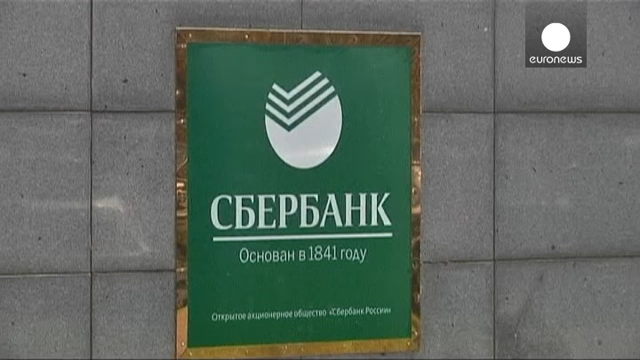 euronews
СБЕРБАНК
Основан в 1841 году
Открытое акционерное общество «Сбербанк России»